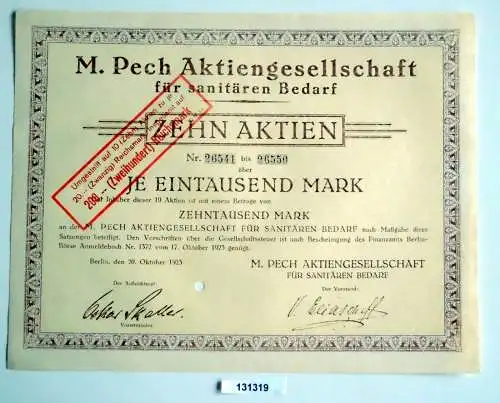 M. Pech Aktiengesellschaft
für sanitären Bedarf
ZEHN AKTIEN
Nr. 26541 bis 26550
über
JE EINTAUSEND MARK
Inhaber dieser 10 Aktien ist mit einem Betrage von
ZEHNTAUSEND MARK
an der M. PECH AKTIENGESELLSCHAFT FÜR SANITÄREN BEDARF nach Maßgabe ihrer
Satzungen beteiligt. Den Vorschriften über die Gesellschaftssteuer ist nach Bescheinigung des Finanzamts Berlin-
Börse Anmeldebuch Nr. 1572 vom 17. Oktober 1923 genügt.
Berlin, den 20. Oktober 1923
M. PECH AKTIENGESELLSCHAFT
FÜR SANITÄREN BEDARF
Der Aufsichtsrat:
Der Vorstand:
Vorsitzender
Umgestellt auf 10 (Zehn) zu je
20.- (Zwanzig) Reichsmark
200.- (Zweihundert) Reichsmark
131319